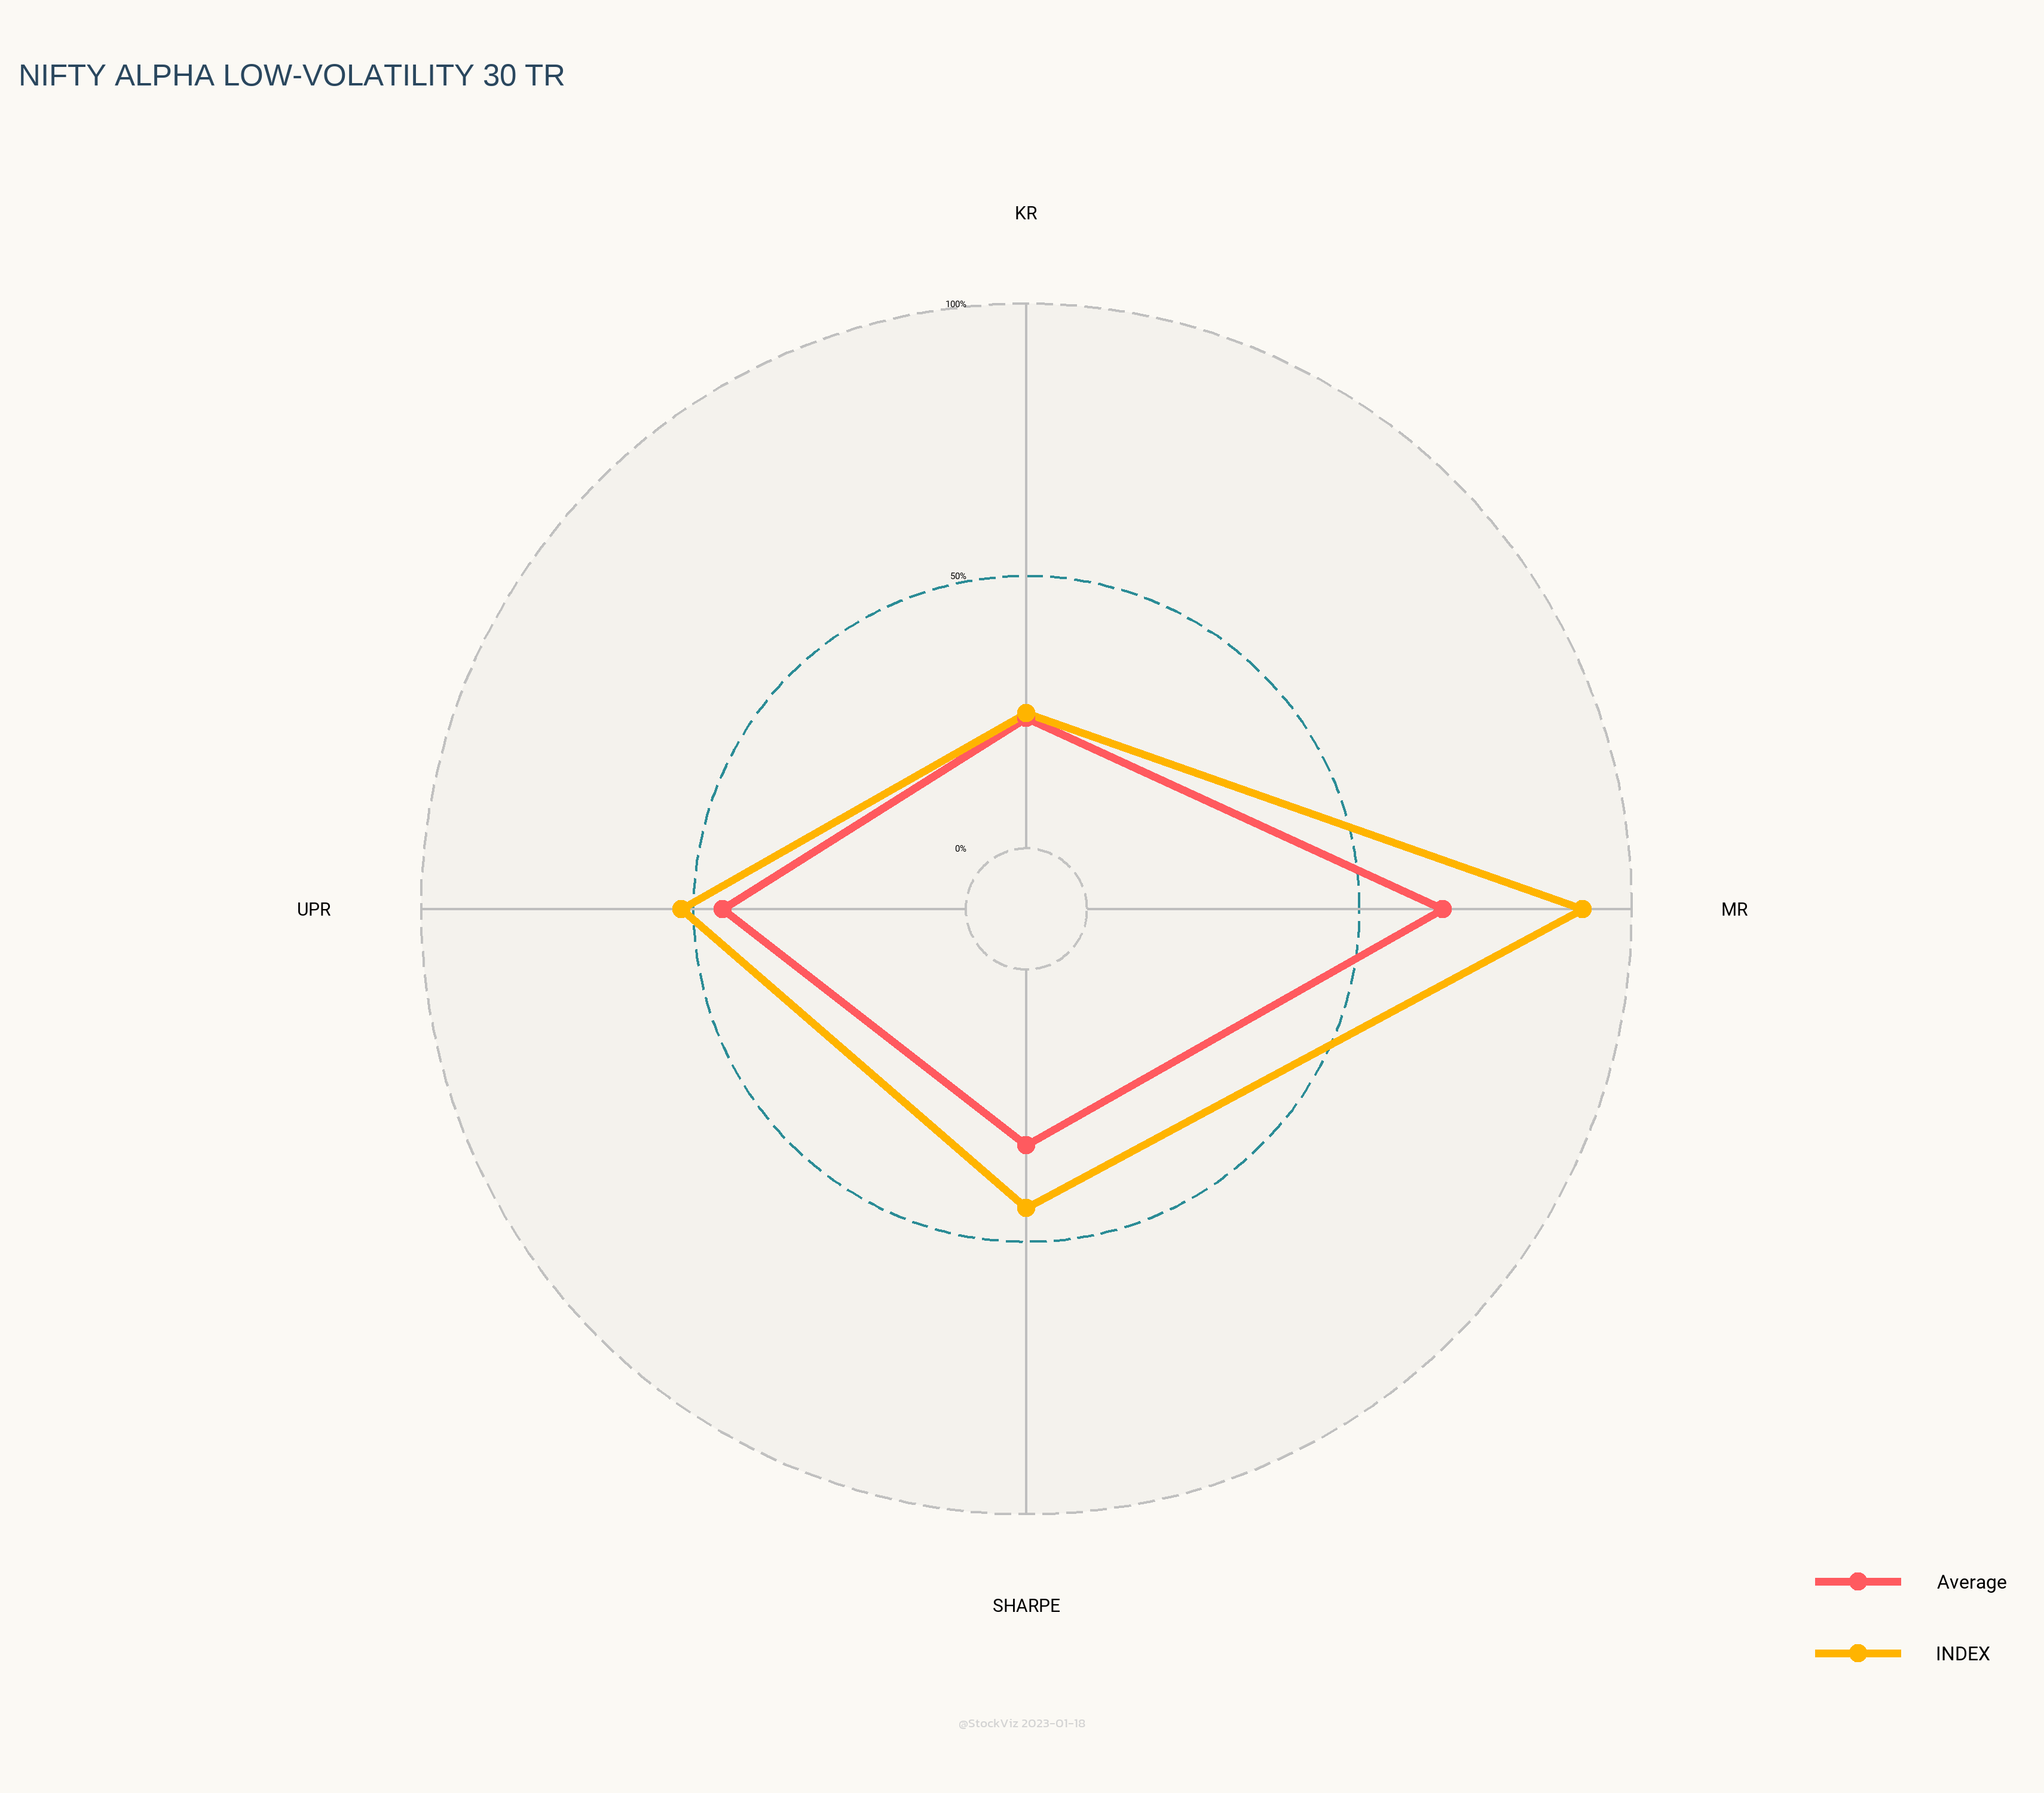 NIFTY ALPHA LOW-VOLATILITY 30 TR
KR
100%
50%
0%
UPR
MR
SHARPE
Average
INDEX
@StockViz 2023-01-18